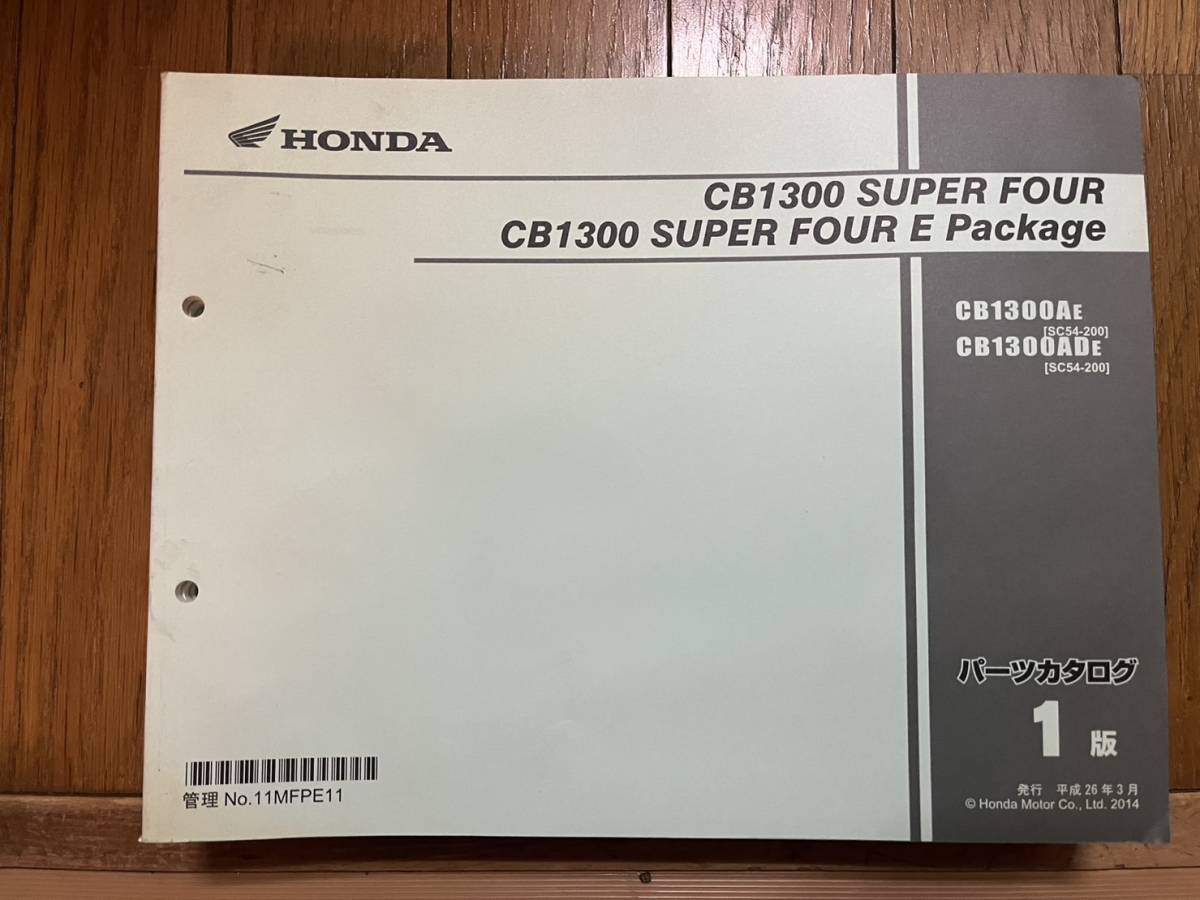 HONDA
CB1300 SUPER FOUR
CB1300 SUPER FOUR E Package
CB1300AE
[SC54-200]
CB1300ADE
[SC54-200]
パーツカタログ
1 版
発行 平成26年3月
© Honda Motor Co., Ltd. 2014
管理 No.11MFPE11